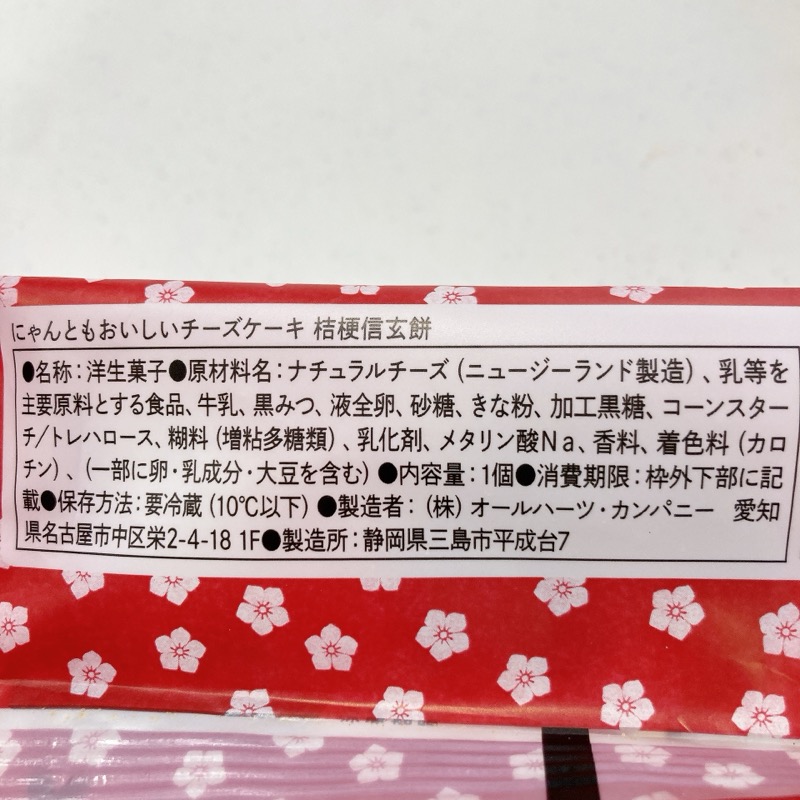 にゃんともおいしいチーズケーキ 桔梗信玄餅
●名称：洋生菓子●原材料名：ナチュラルチーズ（ニュージーランド製造）、乳等を
主要原料とする食品、牛乳、黒みつ、液全卵、砂糖、きな粉、加工黒糖、コーンスター
チ/トレハロース、糊料（増粘多糖類）、乳化剤、メタリン酸Na、香料、着色料（カロ
チン）、（一部に卵・乳成分・大豆を含む）●内容量：1個●消費期限：枠外下部に記
載●保存方法：要冷蔵（10℃以下）●製造者：（株）オールハーツ・カンパニー 愛知
県名古屋市中区栄2-4-18 1F●製造所：静岡県三島市平成台7